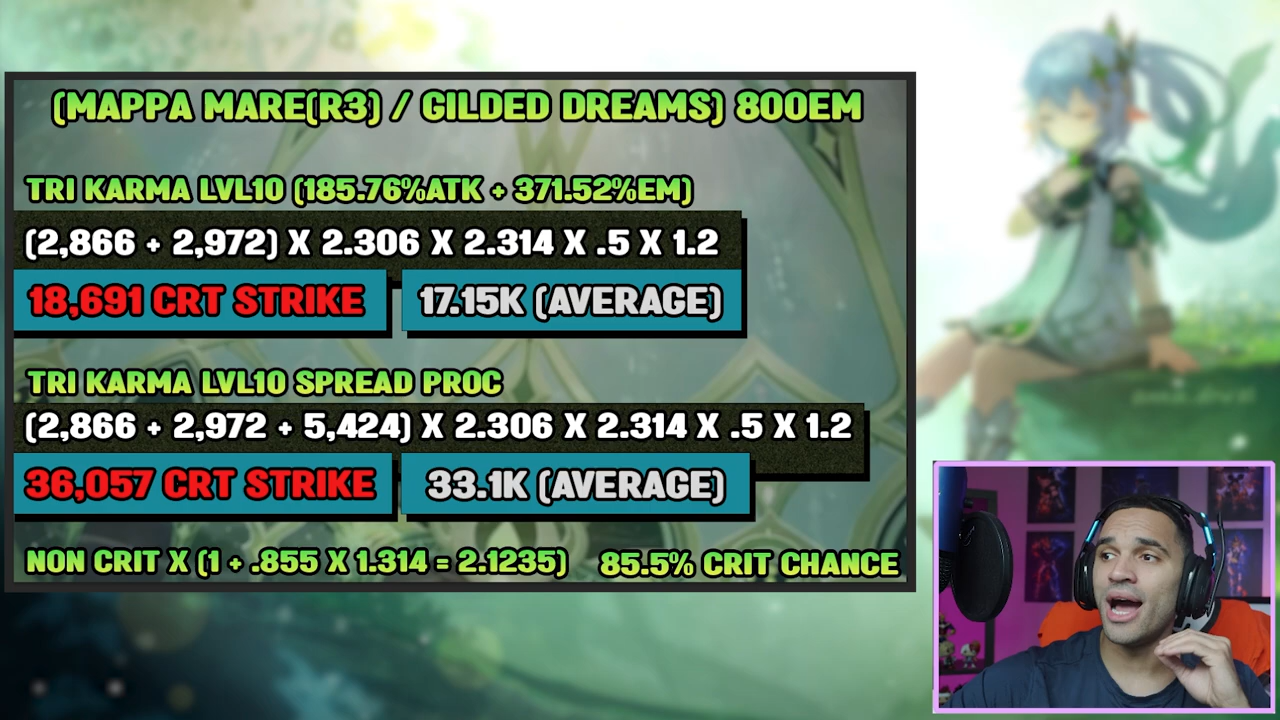 (MAPPA MARE(R3) / GILDED DREAMS) 800EM
TRI KARMA LVL10 (185.76%ATK + 371.52%EM)
(2,866 + 2,972) X 2.306 X 2.314 X .5 X 1.2
18,691 CRT STRIKE
17.15K (AVERAGE)
TRI KARMA LVL10 SPREAD PROC
(2,866 + 2,972 + 5,424) X 2.306 X 2.314 X .5 X 1.2
36,057 CRT STRIKE
33.1K (AVERAGE)
NON CRIT X (1 + .855 X 1.314 = 2.1235)
85.5% CRIT CHANCE